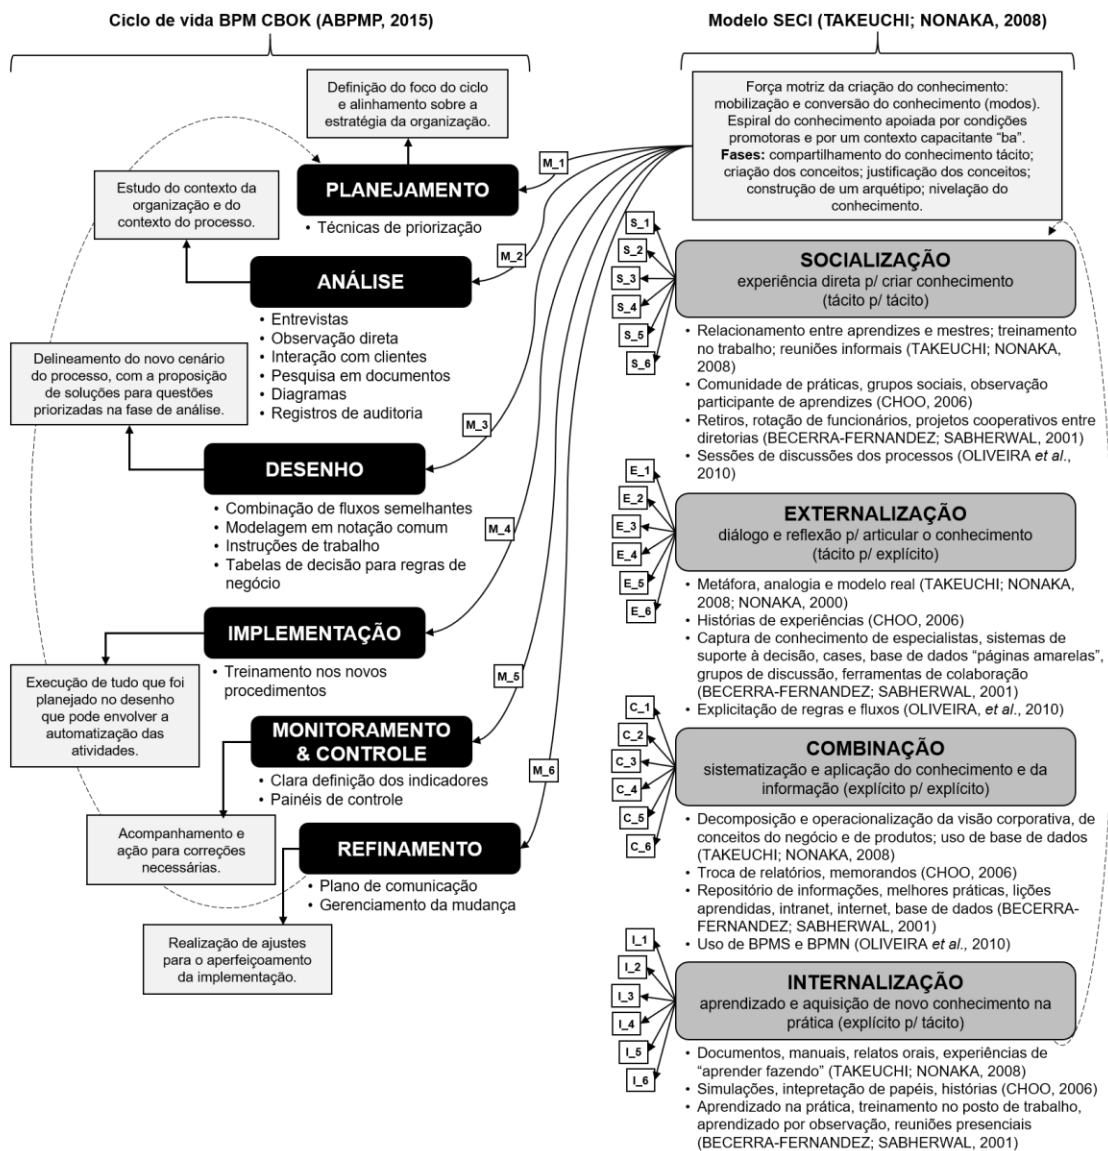 Ciclo de vida BPM CBOK (ABPMP, 2015)
Definição do foco do ciclo
e alinhamento sobre a
estratégia da organização.
M_1
PLANEJAMENTO
• Técnicas de priorização
Estudo do contexto da
organização e do
contexto do processo.
M_2
ANÁLISE
• Entrevistas
• Observação direta
• Interação com clientes
• Pesquisa em documentos
• Diagramas
• Registros de auditoria
Delineamento do novo cenário
do processo, com a proposição
de soluções para questões
priorizadas na fase de análise.
M_3
DESENHO
• Combinação de fluxos semelhantes
• Modelagem em notação comum
• Instruções de trabalho
• Tabelas de decisão para regras de
negócio
M_4
IMPLEMENTAÇÃO
• Treinamento nos novos
procedimentos
Execução de tudo que foi
planejado no desenho
que pode envolver a
automatização das
atividades.
M_5
MONITORAMENTO
& CONTROLE
• Clara definição dos indicadores
• Painéis de controle
Acompanhamento e
ação para correções
necessárias.
M_6
REFINAMENTO
• Plano de comunicação
• Gerenciamento da mudança
Realização de ajustes
para o aperfeiçoamento
da implementação.
Modelo SECI (TAKEUCHI; NONAKA, 2008)
Força motriz da criação do conhecimento:
mobilização e conversão do conhecimento (modos).
Espiral do conhecimento apoiada por condições
promotoras e por um contexto capacitante “ba”.
Fases: compartilhamento do conhecimento tácito;
criação dos conceitos; justificação dos conceitos;
construção de um arquétipo; nivelação do
conhecimento.
S_1
S_2
S_3
S_4
S_5
S_6
SOCIALIZAÇÃO
experiência direta p/ criar conhecimento
(tácito p/ tácito)
• Relacionamento entre aprendizes e mestres; treinamento
no trabalho; reuniões informais (TAKEUCHI; NONAKA,
2008)
• Comunidade de práticas, grupos sociais, observação
participante de aprendizes (CHOO, 2006)
• Retiros, rotação de funcionários, projetos cooperativos entre
diretorias (BECERRA-FERNANDEZ; SABHERWAL, 2001)
• Sessões de discussões dos processos (OLIVEIRA et al.,
2010)
E_1
E_2
E_3
E_4
E_5
E_6
EXTERNALIZAÇÃO
diálogo e reflexão p/ articular o conhecimento
(tácito p/ explícito)
• Metáfora, analogia e modelo real (TAKEUCHI; NONAKA,
2008; NONAKA, 2000)
• Histórias de experiências (CHOO, 2006)
• Captura de conhecimento de especialistas, sistemas de
suporte à decisão, cases, base de dados “páginas amarelas”,
grupos de discussão, ferramentas de colaboração
(BECERRA-FERNANDEZ; SABHERWAL, 2001)
• Explicitação de regras e fluxos (OLIVEIRA, et al., 2010)
C_1
C_2
C_3
C_4
C_5
C_6
COMBINAÇÃO
sistematização e aplicação do conhecimento e da
informação (explícito p/ explícito)
• Decomposição e operacionalização da visão corporativa, de
conceitos do negócio e de produtos; uso de base de dados
(TAKEUCHI; NONAKA, 2008)
• Troca de relatórios, memorandos (CHOO, 2006)
• Repositório de informações, melhores práticas, lições
aprendidas, intranet, internet, base de dados (BECERRA-
FERNANDEZ; SABHERWAL, 2001)
• Uso de BPMS e BPMN (OLIVEIRA et al., 2010)
I_1
I_2
I_3
I_4
I_5
I_6
INTERNALIZAÇÃO
aprendizado e aquisição de novo conhecimento na
prática (explícito p/ tácito)
• Documentos, manuais, relatos orais, experiências de
“aprender fazendo” (TAKEUCHI; NONAKA, 2008)
• Simulações, intepretação de papéis, histórias (CHOO, 2006)
• Aprendizado na prática, treinamento no posto de trabalho,
aprendizado por observação, reuniões presenciais
(BECERRA-FERNANDEZ; SABHERWAL, 2001)